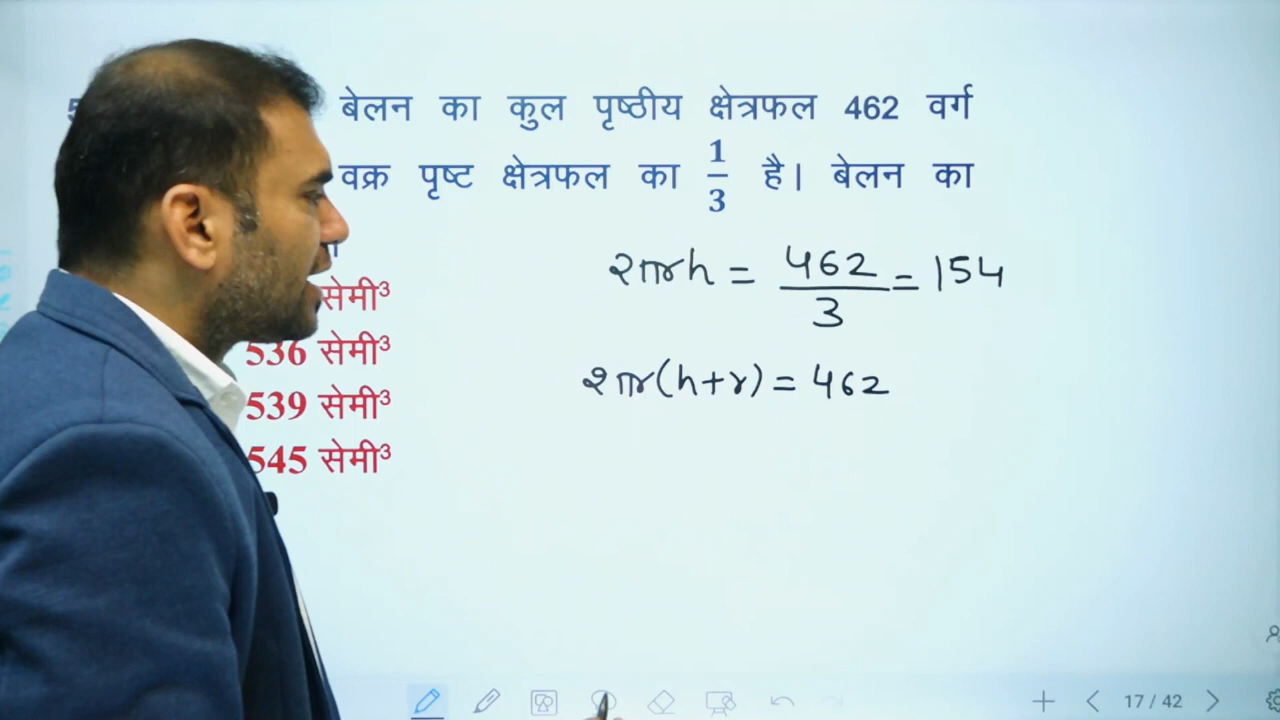 बेलन का कुल पृष्ठीय क्षेत्रफल 462 वर्ग
वक्र पृष्ट क्षेत्रफल का 1/3 है। बेलन का
सेमी³
536 सेमी³
539 सेमी³
545 सेमी³
2πrh = 462/3 = 154
2πr(h+r) = 462
17 / 42